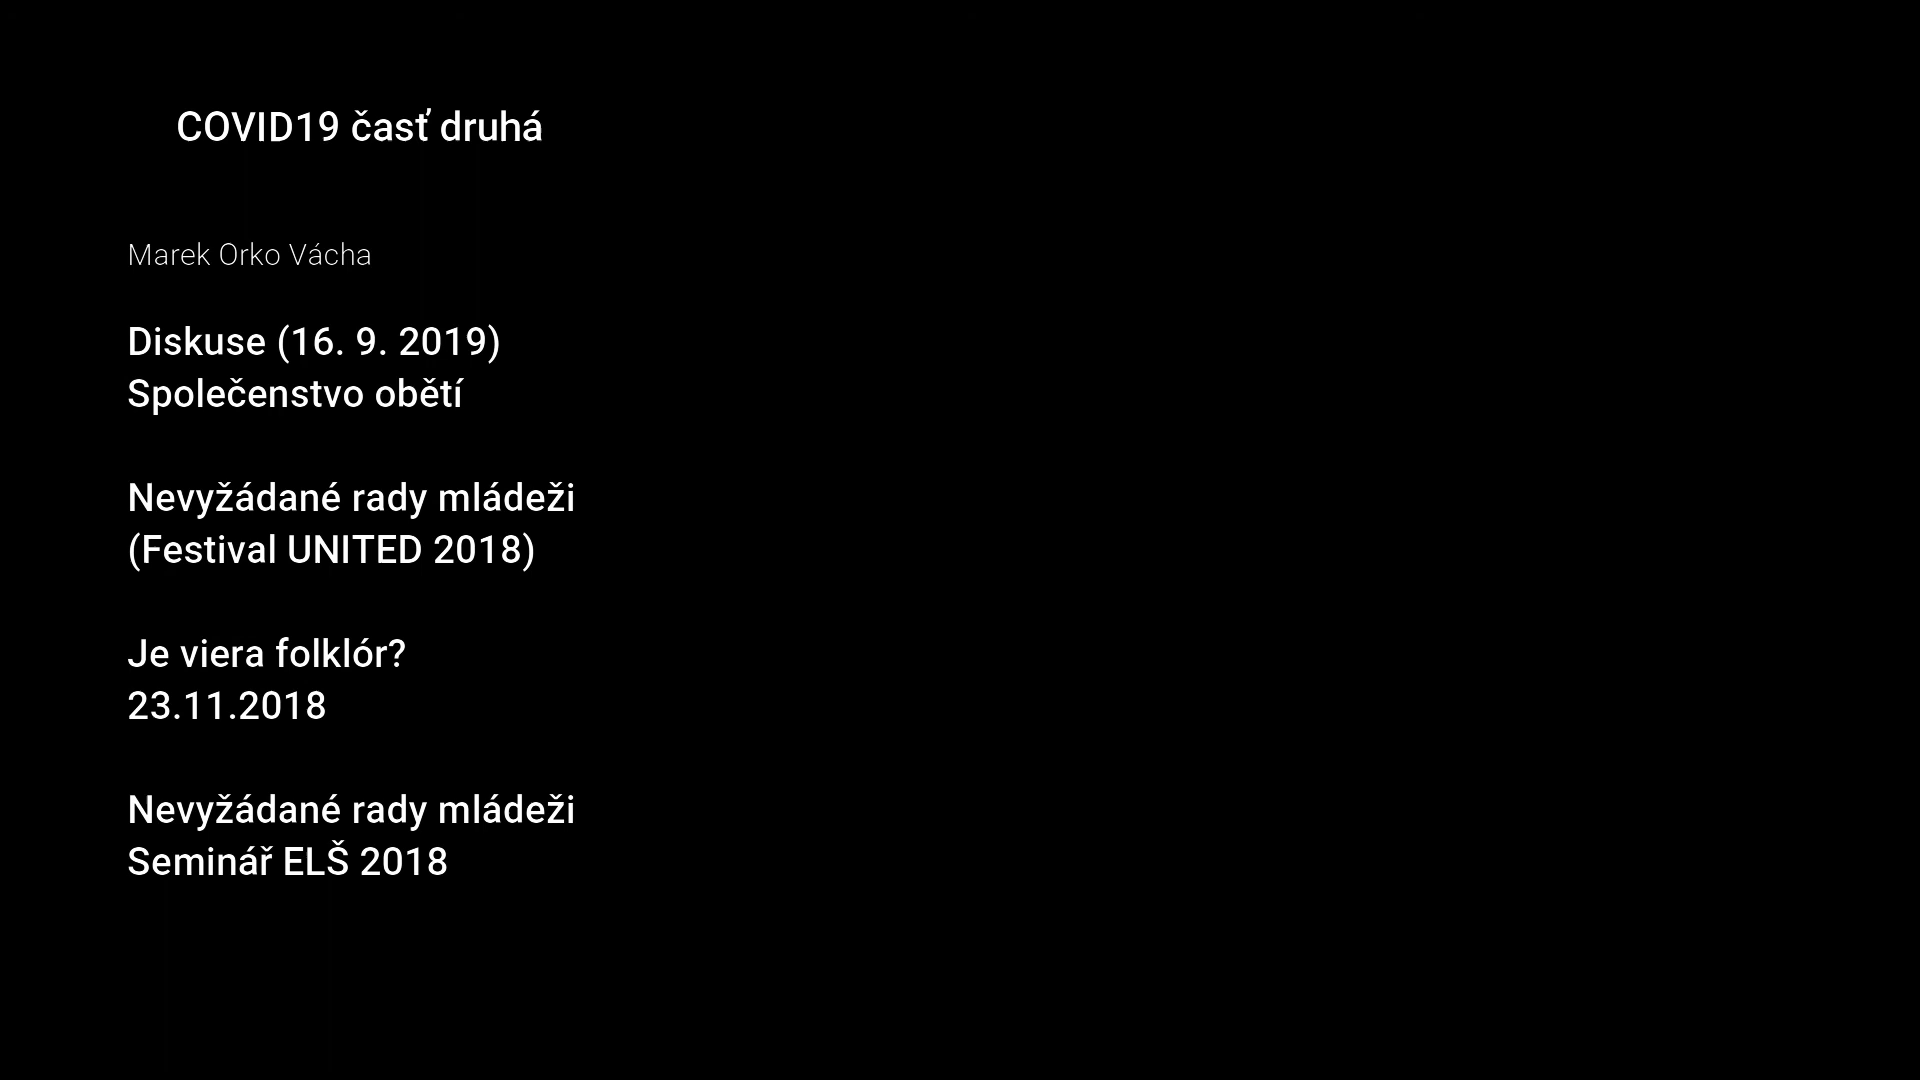 COVID19 časť druhá
Marek Orko Vácha
Diskuse (16. 9. 2019)
Společenstvo obětí
Nevyžádané rady mládeži
(Festival UNITED 2018)
Je viera folklór?
23.11.2018
Nevyžádané rady mládeži
Seminář ELŠ 2018